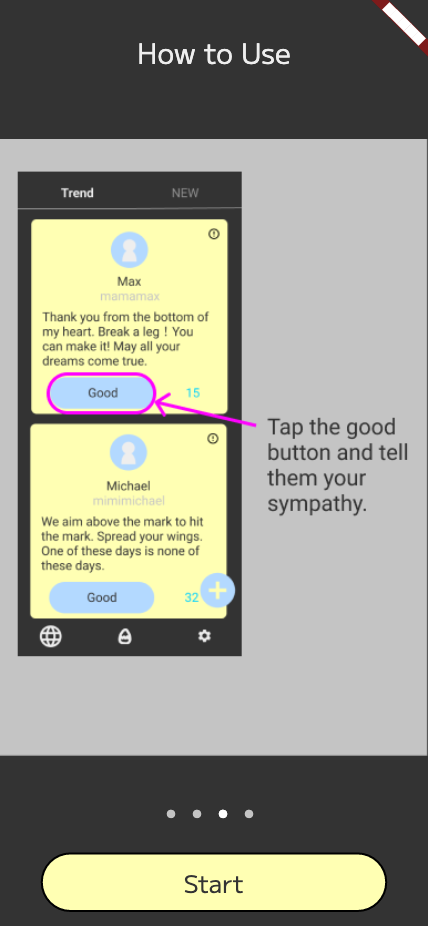 How to Use
Trend
NEW
Max
mamamax
Thank you from the bottom of
my heart. Break a leg！You
can make it! May all your
dreams come true.
Good
15
Tap the good
button and tell
them your
sympathy.
Michael
mimimichael
We aim above the mark to hit
the mark. Spread your wings.
One of these days is none of
these days.
Good
32
Start